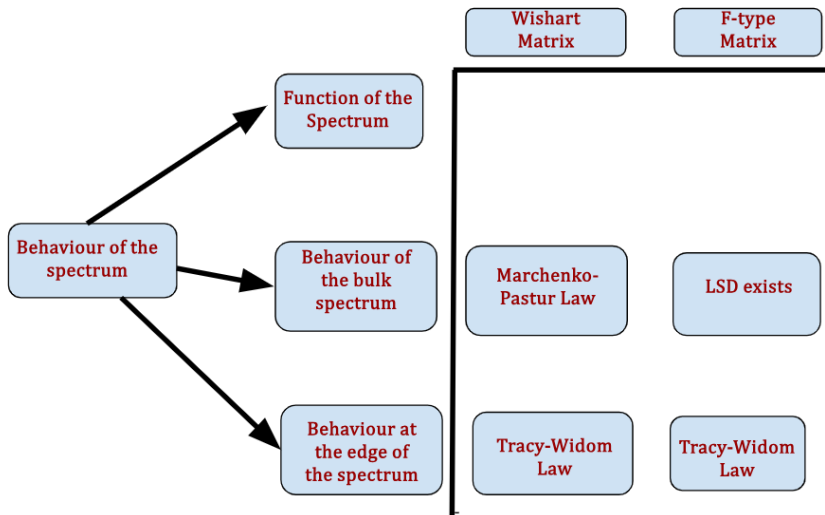 Wishart
Matrix
F-type
Matrix
Function of the
Spectrum
Behaviour of the
spectrum
Behaviour of
the bulk
spectrum
Marchenko-
Pastur Law
LSD exists
Behaviour at
the edge of
the spectrum
Tracy-Widom
Law
Tracy-Widom
Law